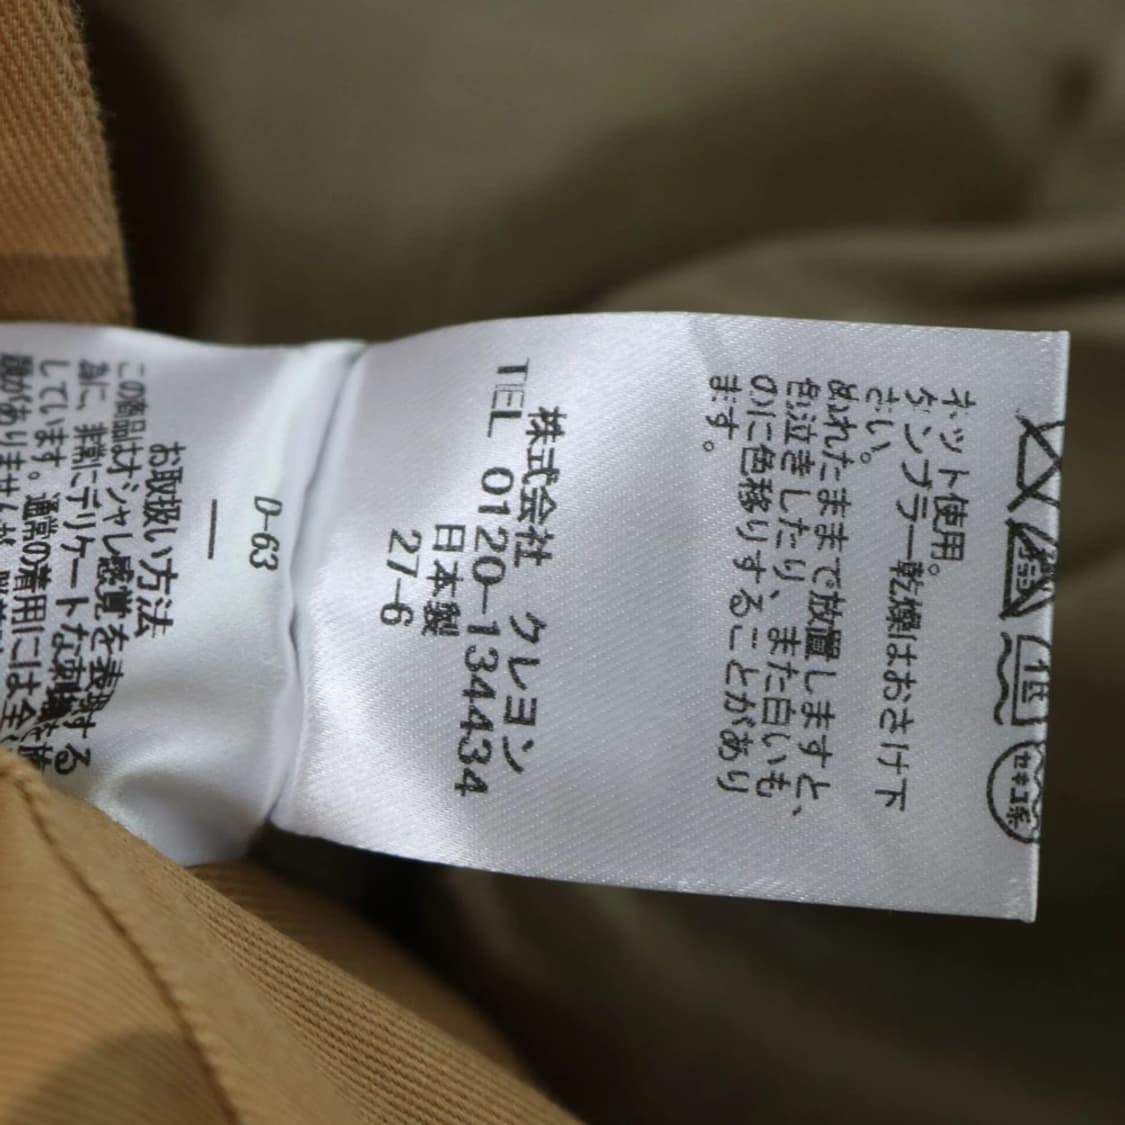 セキユ系
ネット使用。
タンブラー乾燥はおさけ下
さい。
ぬれたままで放置しますと、
色泣きしたり、また白いも
のに色移りすることがあり
ます。
株式会社 クレヨン
TEL 0120-134434
日本製
27-6
D-63
お取扱い方法
この商品はオシャレ感覚を表現する
為に、非常にデリケートな
しています。通常の着用には全